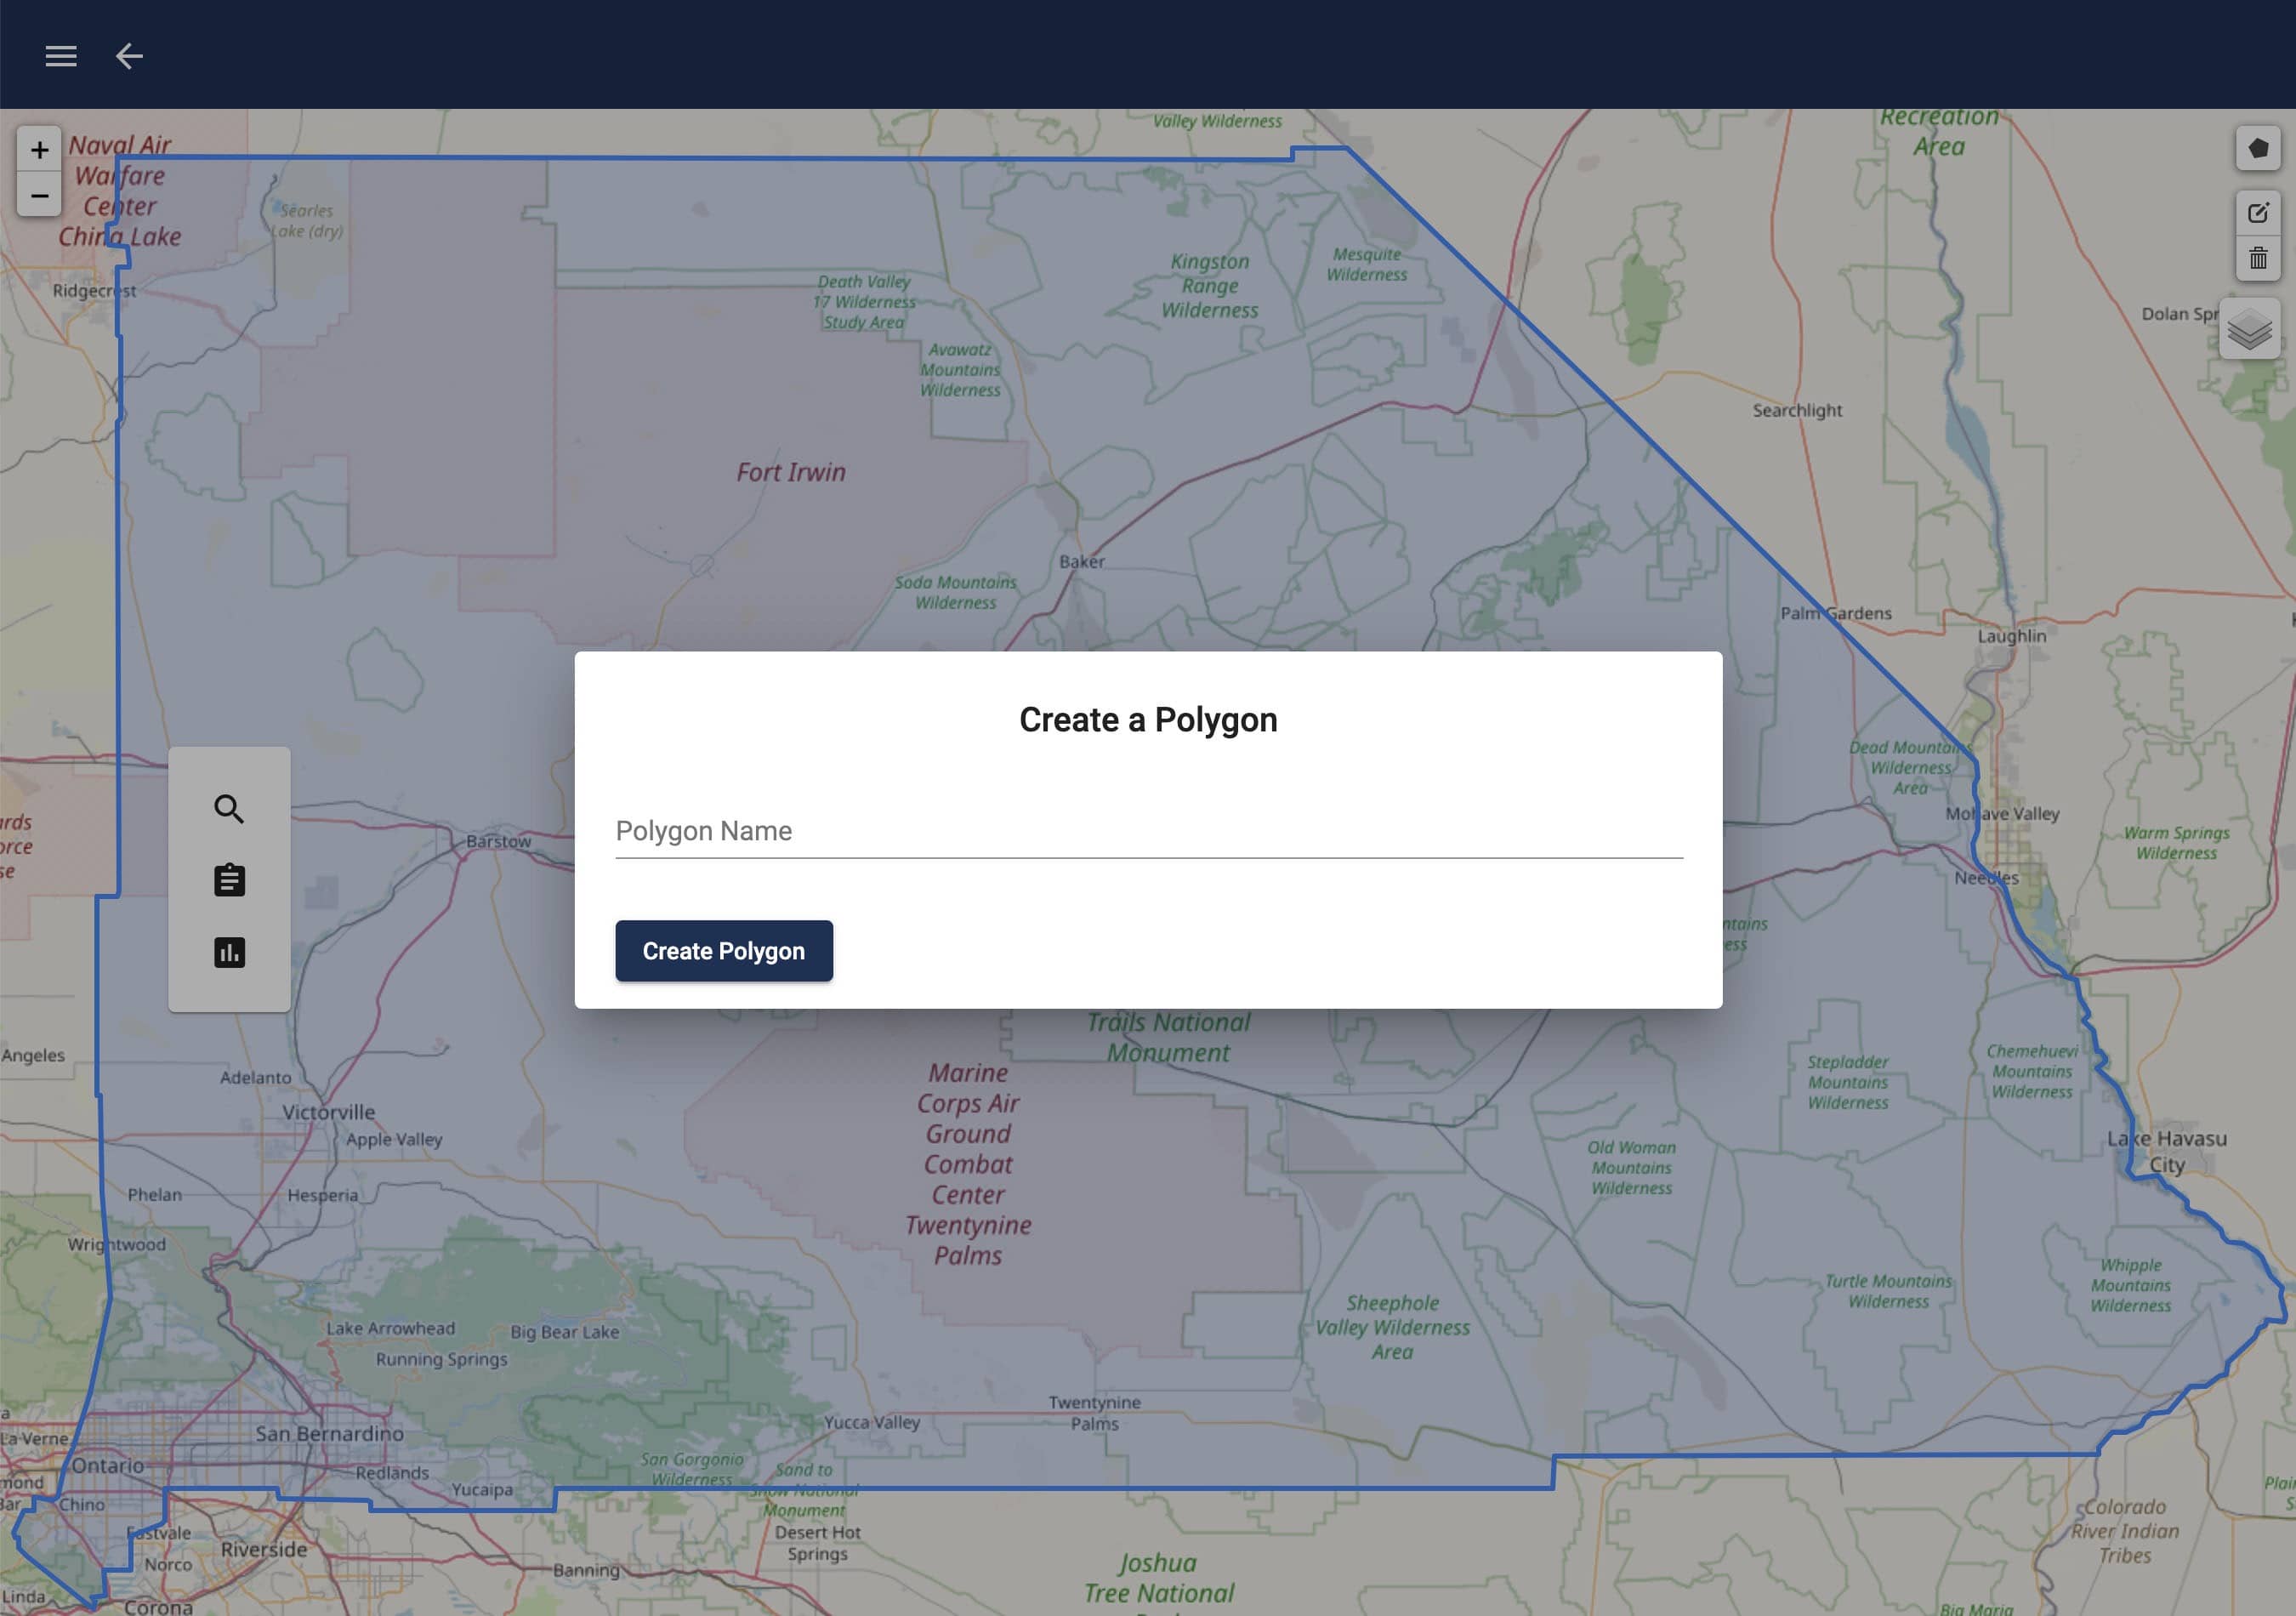 Valley Wilderness
Recreation
Area
+
−
Naval Air
Warfare
Center
China Lake
Searles
Lake (dry)
Ridgecrest
Kingston
Range
Wilderness
Mesquite
Wilderness
Death Valley
17 Wilderness
Study Area
Dolan Spr
Avawatz
Mountains
Wilderness
Searchlight
Fort Irwin
Baker
Soda Mountains
Wilderness
Palm Gardens
Laughlin
Create a Polygon
Dead Mountains
Wilderness
Area
Mohave Valley
Polygon Name
Barstow
ards
orce
se
Warm Springs
Wilderness
Needles
ntains
ess
Create Polygon
Trails National
Monument
Angeles
Adelanto
Victorville
Apple Valley
Marine
Corps Air
Ground
Combat
Center
Twentynine
Palms
Stepladder
Mountains
Wilderness
Chemehuevi
Mountains
Wilderness
Old Woman
Mountains
Wilderness
Lake Havasu
City
Phelan
Hesperia
Wrightwood
Whipple
Mountains
Wilderness
Turtle Mountains
Wilderness
Sheephole
Valley Wilderness
Area
Lake Arrowhead
Big Bear Lake
Running Springs
Twentynine
Palms
Yucca Valley
a
La Verne
San Bernardino
Ontario
Redlands
San Gorgonio
Wilderness
Sand to
Snow National
Monument
mond
Bar
Chino
Yucaipa
Plain
S
Colorado
River Indian
Tribes
Eastvale
Norco
Riverside
Desert Hot
Springs
Banning
Joshua
Tree National
Linda
Corona
Big Maria